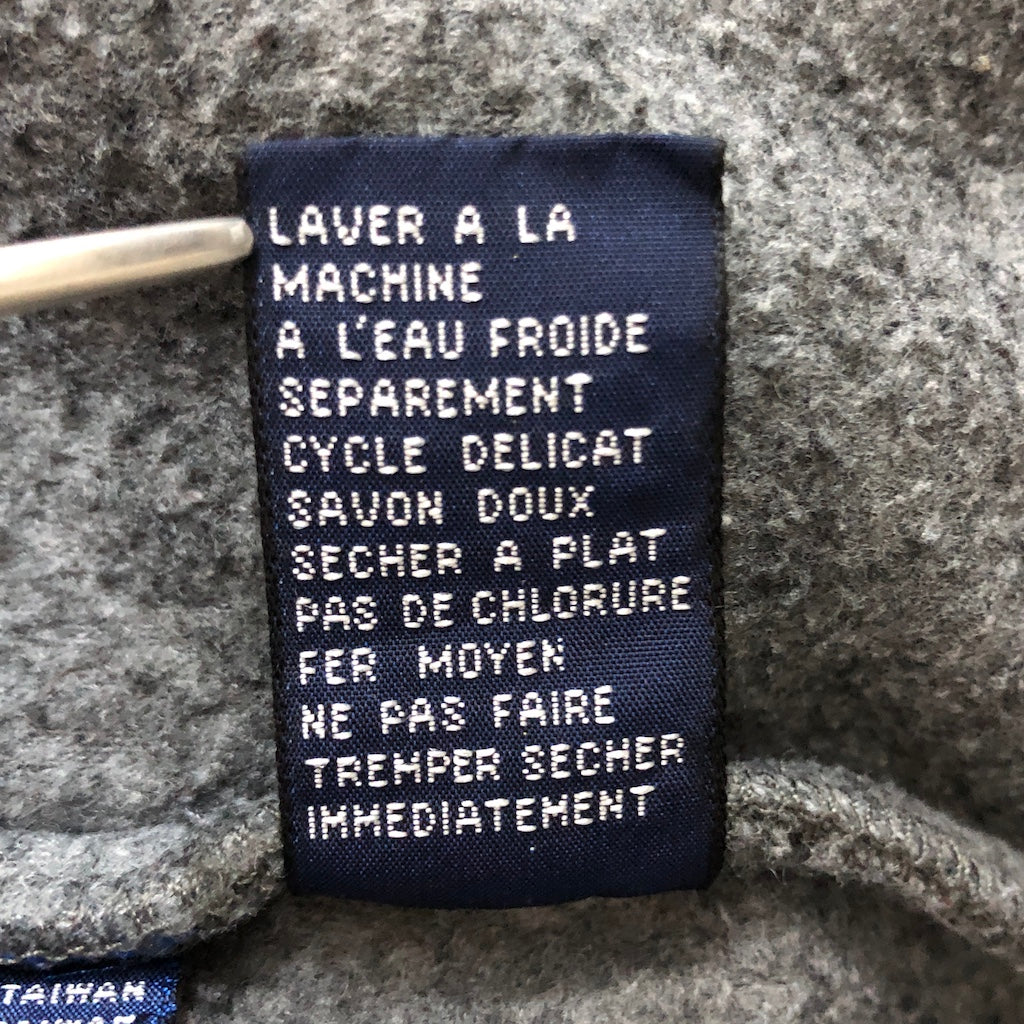 LAVER A LA
MACHINE
A L'EAU FROIDE
SEPAREMENT
CYCLE DELICAT
SAVON DOUX
SECHER A PLAT
PAS DE CHLORURE
FER MOYEN
NE PAS FAIRE
TREMPER SECHER
IMMEDIATEMENT
TAIWAN